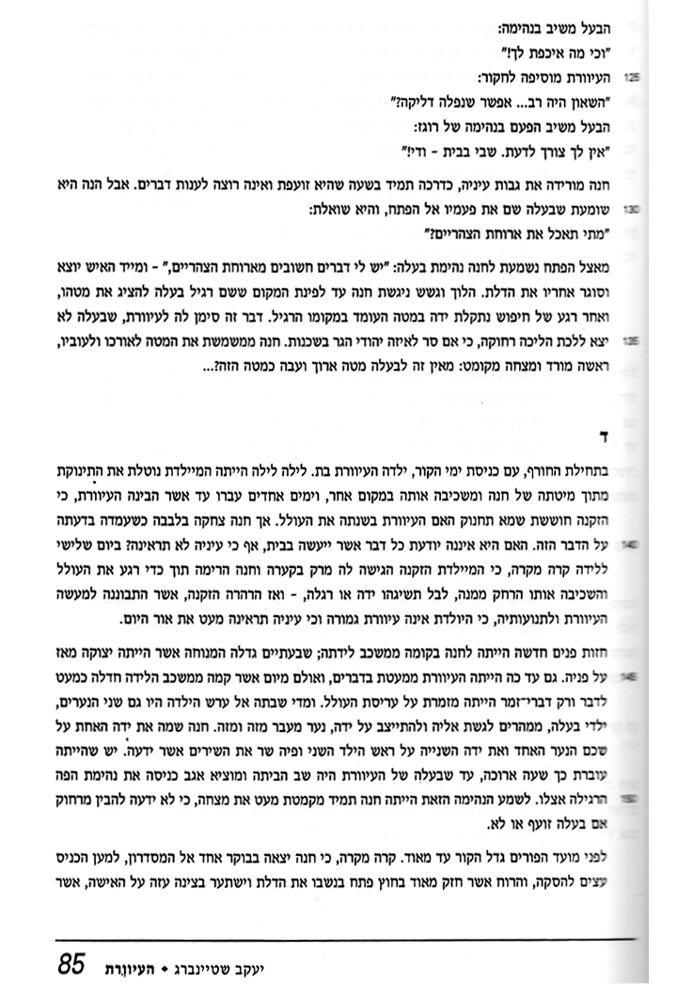 הבעל משיב בנהימה:
"וכי מה איכפת לך!"
125 העיוורת מוסיפה לחקור:
"השאון היה רב... אפשר שנפלה דליקה?"
הבעל משיב הפעם בנהימה של רוגז:
"אין לך צורך לדעת. שבי בבית - ודי!"
חנה מורידה את גבות עיניה, כדרכה תמיד בשעה שהיא זועפת ואינה רוצה לענות דברים. אבל הנה היא
130 שומעת שבעלה שם את פעמיו אל הפתח, והיא שואלת:
"מתי תאכל את ארוחת הצהריים?"
מאצל הפתח נשמעת לחנה נהימת בעלה: "יש לי דברים חשובים מארוחת הצהריים," - ומייד האיש יוצא
וסוגר אחריו את הדלת. הלוך וגשש ניגשת חנה עד לפינת המקום ששם רגיל בעלה להציג את מטהו,
ואחר רגע של חיפוש נתקלת ידה במטה העומד במקומו הרגיל. דבר זה סימן לה לעיוורת, שבעלה לא
135 יצא ללכת הליכה רחוקה, כי אם סר לאיזה יהודי הגר בשכנות. חנה ממשמשת את המטה לאורכו ולעוביו,
ראשה מורד ומצחה מקומט: מאין זה לבעלה מטה ארוך ועבה כמטה הזה?...
ד
בתחילת החורף, עם כניסת ימי הקור, ילדה העיוורת בת. לילה לילה הייתה המיילדת נוטלת את התינוקת
מתוך מיטתה של חנה ומשכיבה אותה במקום אחר, וימים אחדים עברו עד אשר הבינה העיוורת, כי
הזקנה חוששת שמא תחנוק האם העיוורת בשנתה את העולל. אך חנה צחקה בלבבה כשעמדה בדעתה
140 על הדבר הזה. האם היא איננה יודעת כל דבר אשר ייעשה בבית, אף כי עיניה לא תראינה? ביום שלישי
ללידה קרה מקרה, כי המיילדת הזקנה הגישה לה מרק בקערה וחנה הרימה תוך כדי רגע את העולל
והשכיבה אותו הרחק ממנה, לבל תשיגהו ידה או רגלה, - ואז הרהרה הזקנה, אשר התבוננה למעשה
העיוורת ולתנועותיה, כי היולדת אינה עיוורת גמורה וכי עיניה תראינה מעט את אור היום.
חזות פנים חדשה הייתה לחנה בקומה ממשכב לידתה; שבעתיים גדלה המנוחה אשר הייתה יצוקה מאז
145 על פניה. גם עד כה הייתה העיוורת ממעטת בדברים, ואולם מיום אשר קמה ממשכב הלידה חדלה כמעט
לדבר ורק דברי־זמר הייתה מזמרת על עריסת העולל. ומדי שבתה אל ערש הילדה היו גם שני הנערים,
ילדי בעלה, ממהרים לגשת אליה ולהתייצב על ידה, נער מעבר מזה ומזה. חנה שמה את ידה האחת על
שכם הנער האחד ואת ידה השנייה על ראש הילד השני ופיה שר את השירים אשר ידעה. יש שהייתה
עוברת כך שעה ארוכה, עד שבעלה של העיוורת היה שב הביתה ומוציא אגב כניסה את נהימת הפה
150 הרגילה אצלו. לשמע הנהימה הזאת הייתה חנה תמיד מקמטת מעט את מצחה, כי לא ידעה להבין מרחוק
אם בעלה זועף או לא.
לפני מועד הפורים גדל הקור עד מאוד. קרה מקרה, כי חנה יצאה בבוקר אחד אל המסדרון, למען הכניס
עצים להסקה, והרוח אשר חזק מאוד בחוץ פתח בנשבו את הדלת וישתער בצינה עזה על האישה, אשר
יעקב שטיינברג • העיוורת 85